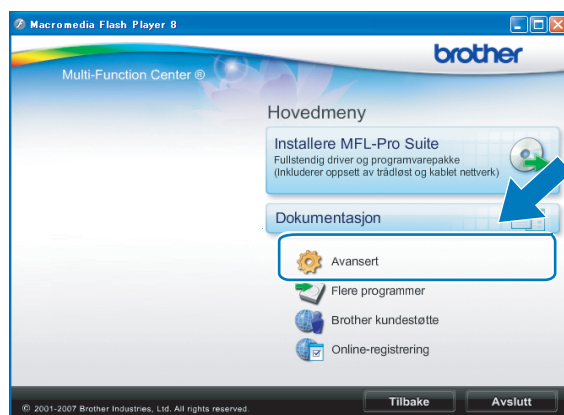 Macromedia Flash Player 8
brother
Multi-Function Center ®
Hovedmeny
Installere MFL-Pro Suite
Fullstendig driver og programvarepakke
(Inkluderer oppsett av trådløst og kablet nettverk)
Dokumentasjon
Avansert
Flere programmer
Brother kundestøtte
Online-registrering
© 2001-2007 Brother Industries, Ltd. All rights reserved.
Tilbake
Avslutt